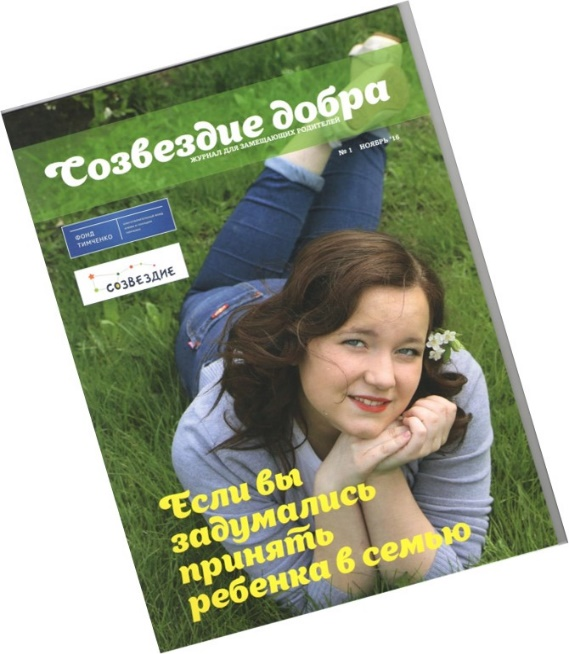 Созвездие добра
ЖУРНАЛ ДЛЯ ЗАМЕЩАЮЩИХ РОДИТЕЛЕЙ
№ 1 НОЯБРЬ'16
ФОНД
ТИМЧЕНКО
СОЗВЕЗДИЕ
Если вы
задумались
принять
ребенка в семью